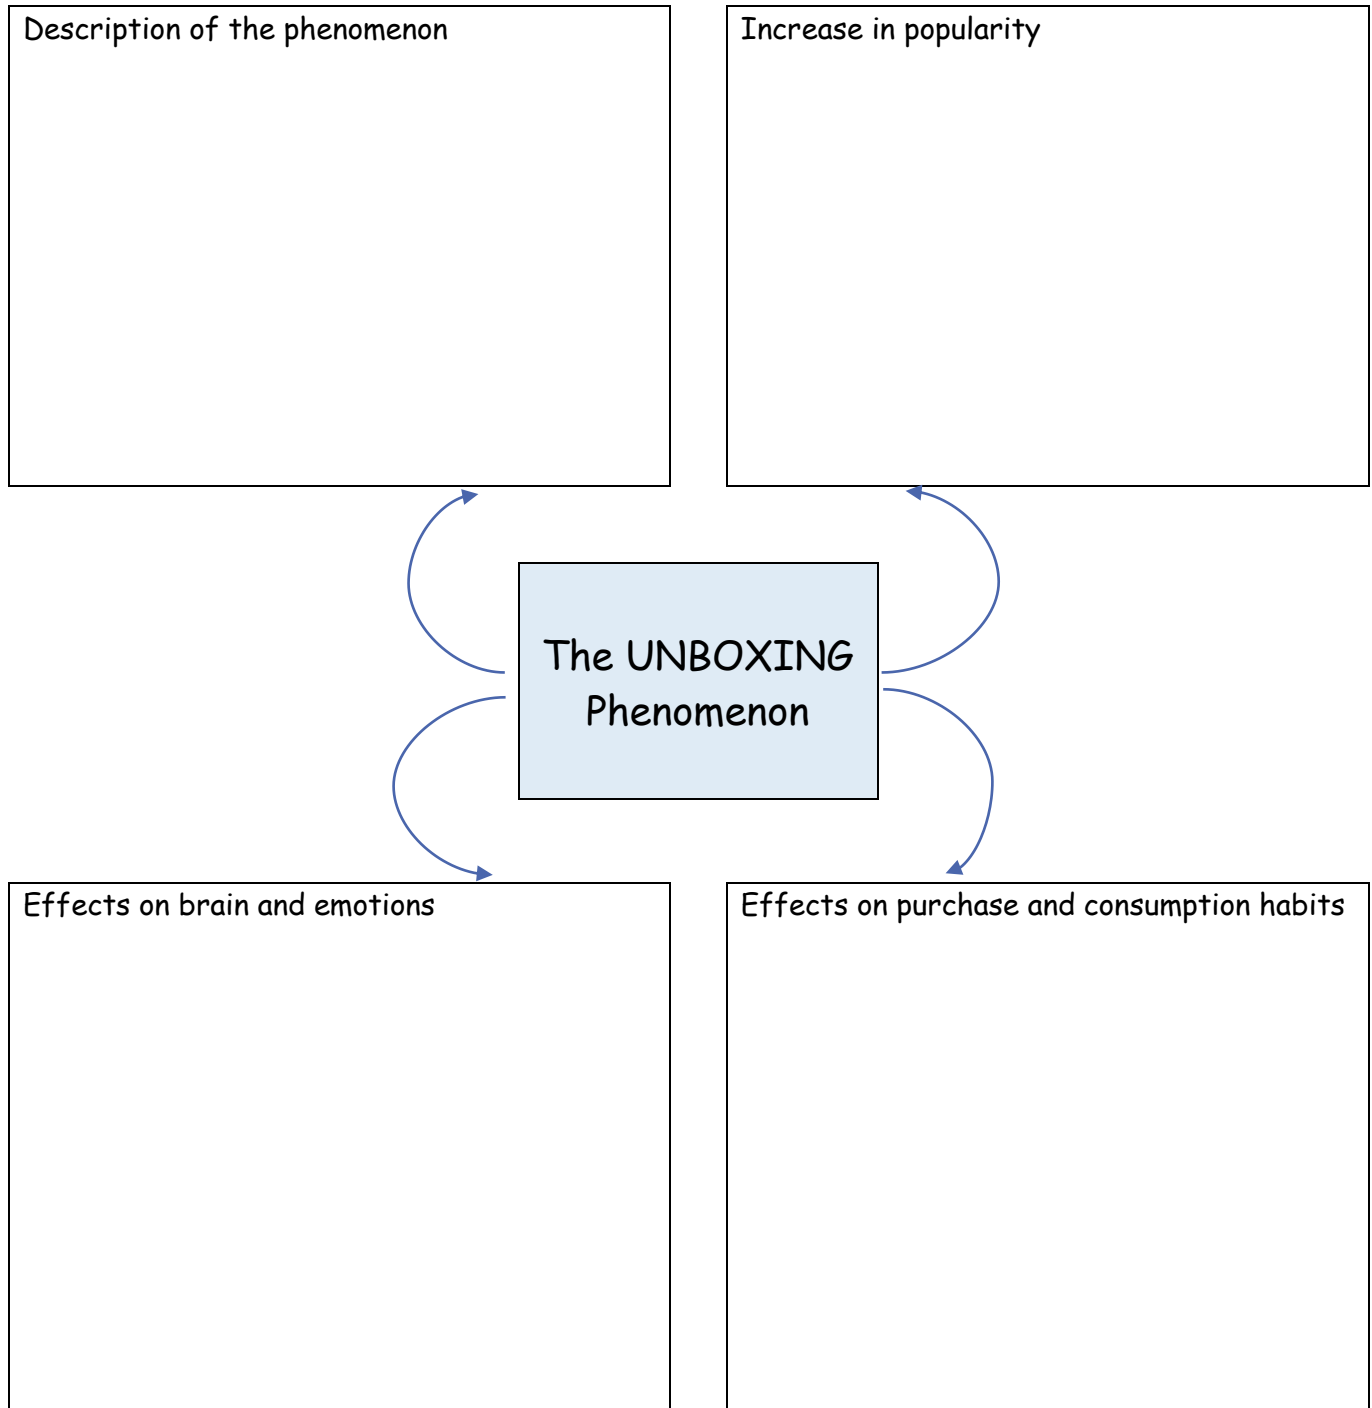 Description of the phenomenon
Increase in popularity
The UNBOXING
Phenomenon
Effects on brain and emotions
Effects on purchase and consumption habits